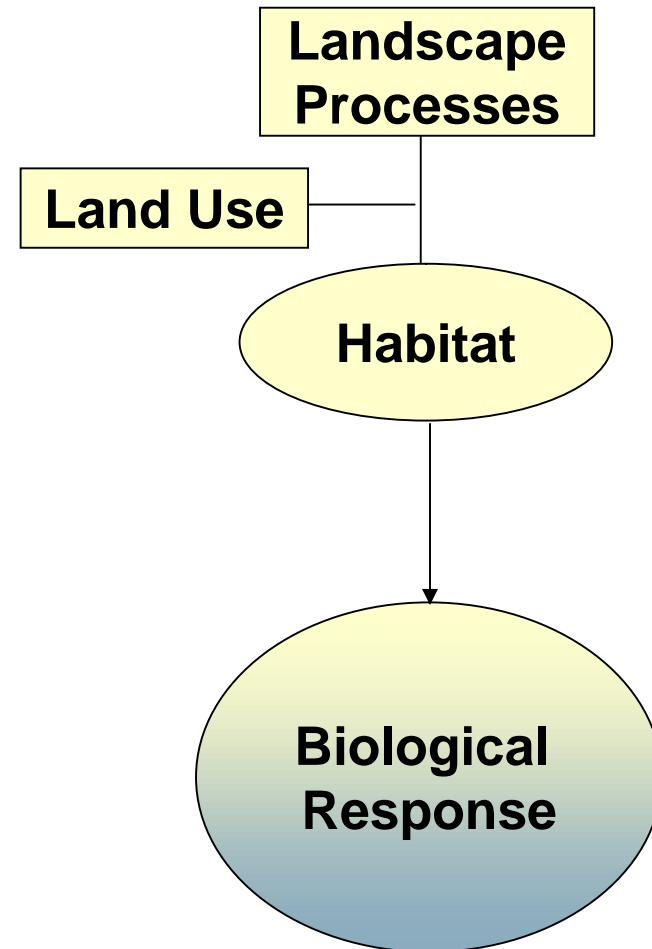 Landscape
Processes
Land Use
Habitat
Biological
Response